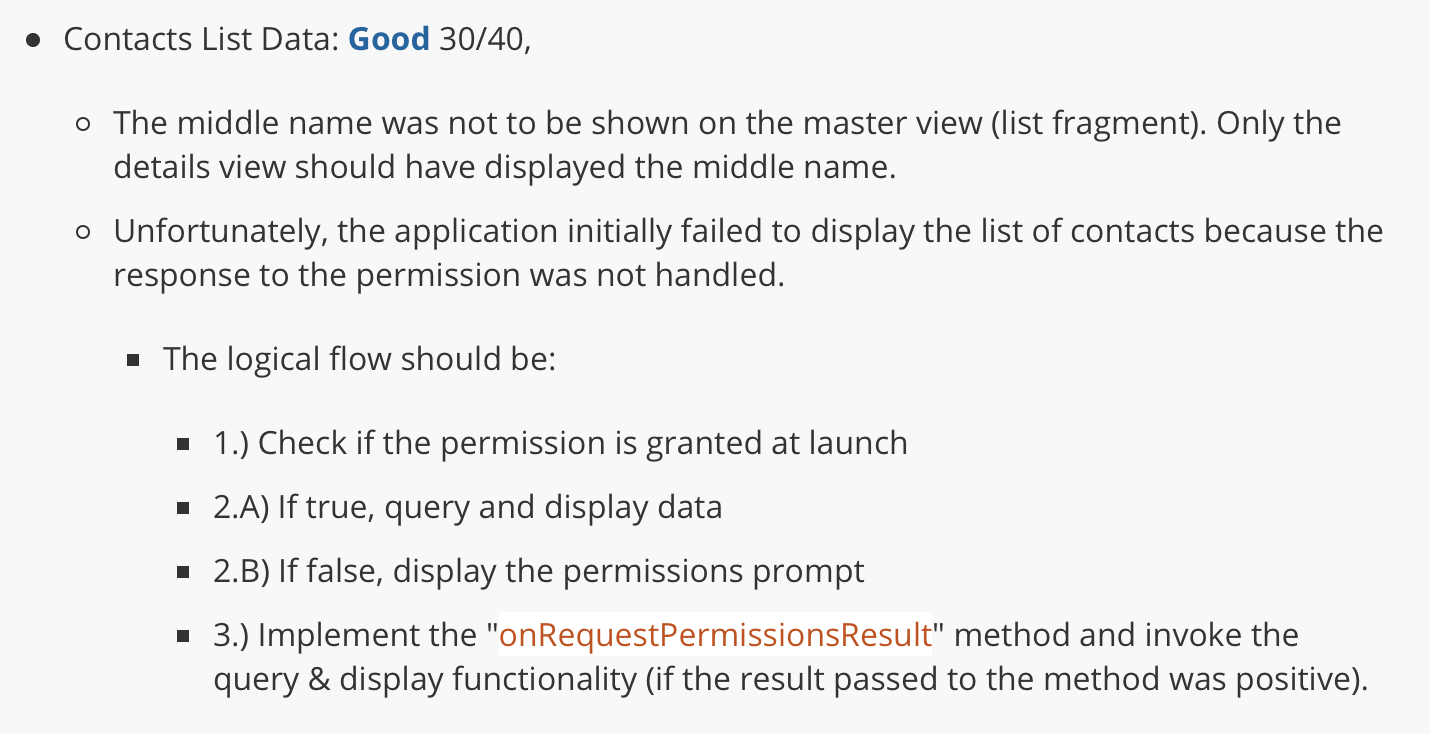 Contacts List Data: Good 30/40,
The middle name was not to be shown on the master view (list fragment). Only the
details view should have displayed the middle name.
Unfortunately, the application initially failed to display the list of contacts because the
response to the permission was not handled.
The logical flow should be:
1.) Check if the permission is granted at launch
2.A) If true, query and display data
2.B) If false, display the permissions prompt
3.) Implement the "onRequestPermissionsResult" method and invoke the
query & display functionality (if the result passed to the method was positive).